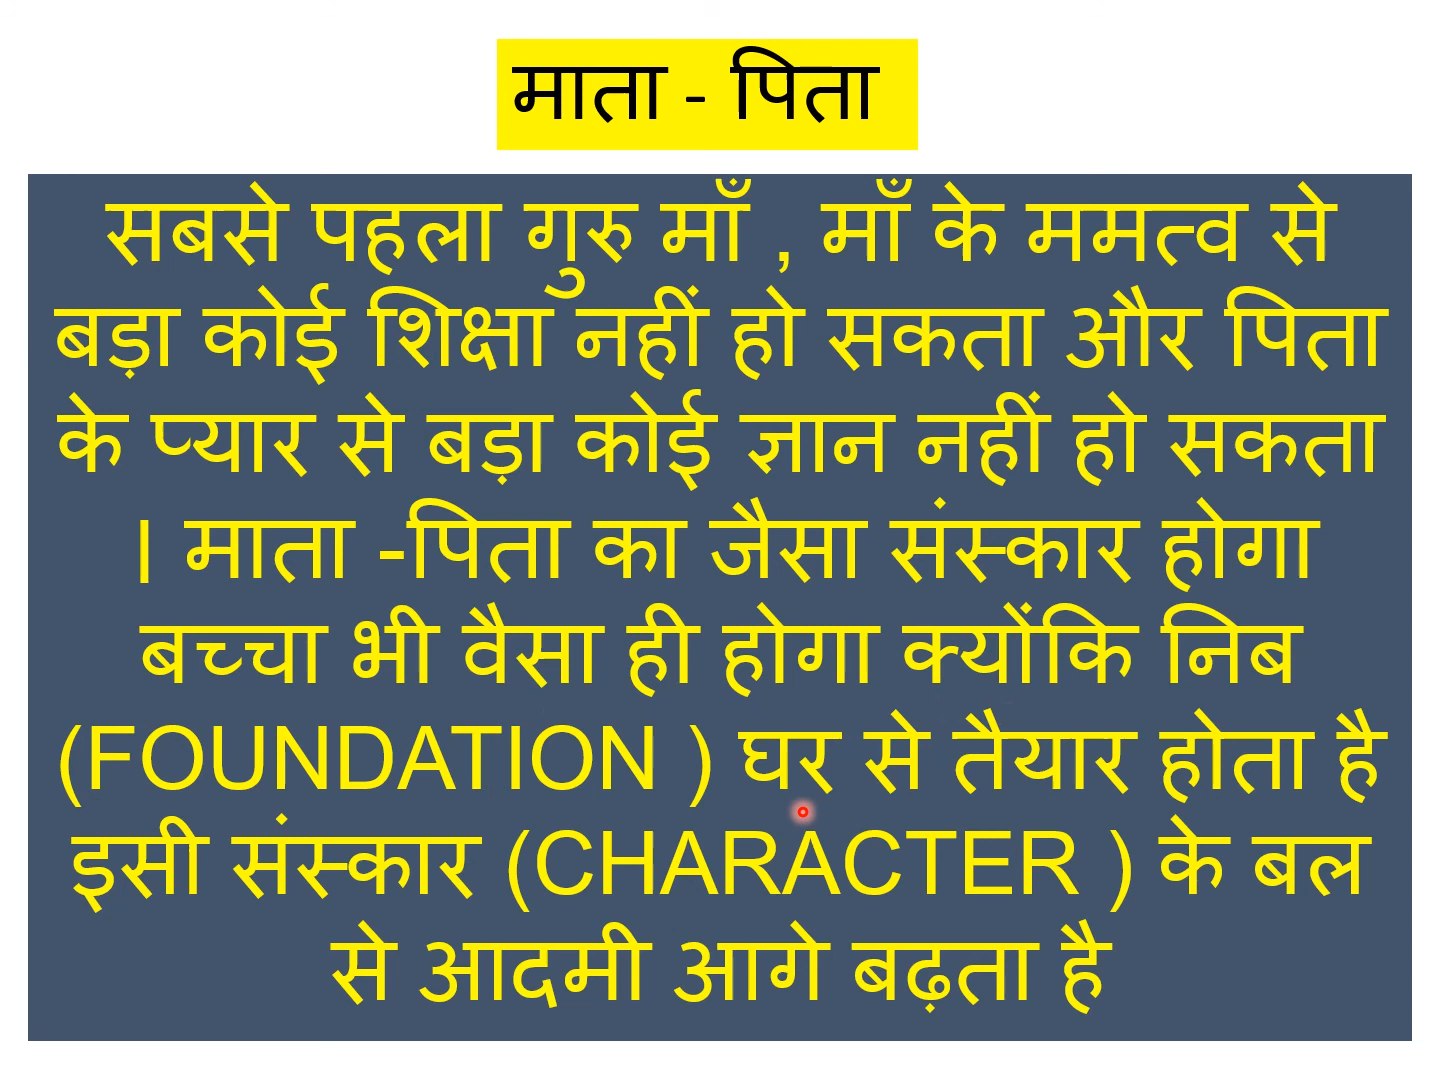 माता - पिता
सबसे पहला गुरु माँ , माँ के ममत्व से
बड़ा कोई शिक्षा नहीं हो सकता और पिता
के प्यार से बड़ा कोई ज्ञान नहीं हो सकता
। माता -पिता का जैसा संस्कार होगा
बच्चा भी वैसा ही होगा क्योंकि निब
(FOUNDATION ) घर से तैयार होता है
इसी संस्कार (CHARACTER ) के बल
से आदमी आगे बढ़ता है